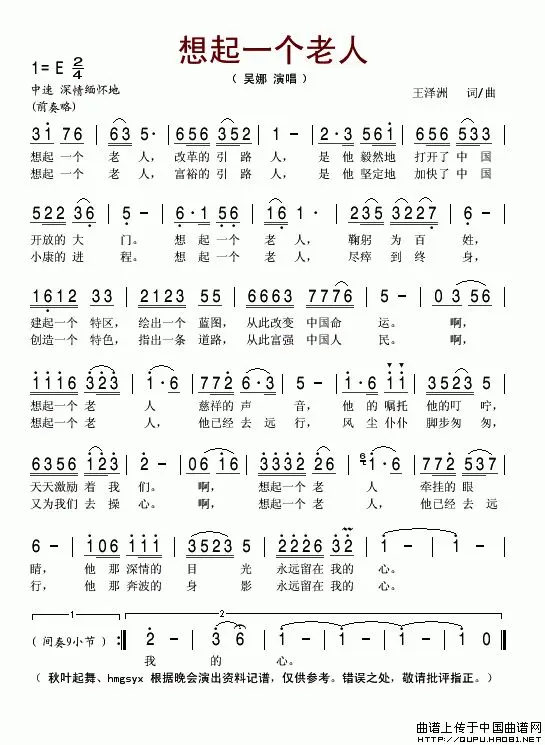 想起一个老人
1=E 2/4
（吴娜 演唱）
中速 深情缅怀地
王泽洲 词/曲
(前奏略)
31 76 63 5· 656 352 1 - 2·3 561 656 533
想起一个 老 人， 改革的 引路 人， 是 他 毅然地 打开了 中 国
想起一个 老 人， 富裕的 引路 人， 是 他 坚定地 加快了 中 国
522 36 5 - 6·1 56 16 1· 235 3227 6 -
开放的 大 门。 想 起 一个 老 人， 鞠躬 为 百 姓，
小康的 进 程。 想 起 一个 老 人， 尽瘁 到 终 身，
1612 33 2123 55 6663 7776 5 - 03 56
建起一个 特区， 绘出一个 蓝图， 从此改变 中国命 运。 啊，
创造一个 特色， 指出一条 道路， 从此富强 中国人 民。 啊，
1116 323 1·6 772 6·3 5 - 1·6 11 3523 5
想起一个 老 人 慈祥的 声 音， 他 的 嘱托 他的叮 咛，
想起一个 老 人， 他已经 去远 行， 风 尘 仆仆 脚步匆 匆，
6356 123 2 - 06 16 3332 26 61·6 772 537
天天激励 着 我 们。 啊， 想起一个 老 人 牵挂的 眼
又为我们 去 操 心。 啊， 想起一个 老 人， 他已经 去 远
6 - 106 111 3523 5 3523 32 1 - 1 -
睛， 他 那 深情的 目 光 永远留在 我的 心。
行， 他 那 奔波的 身 影 永远留在 我的 心。
1 2
（ 间奏9小节 ） :‖ 2 - 3 6 1 - 1 - 1 - 1 0
我 的 心。
（ 秋叶起舞、hmgsyx 根据晚会演出资料记谱，仅供参考。错误之处，敬请批评指正。）
曲谱上传于中国曲谱网
HTTP://QUPU.HAO81.NET